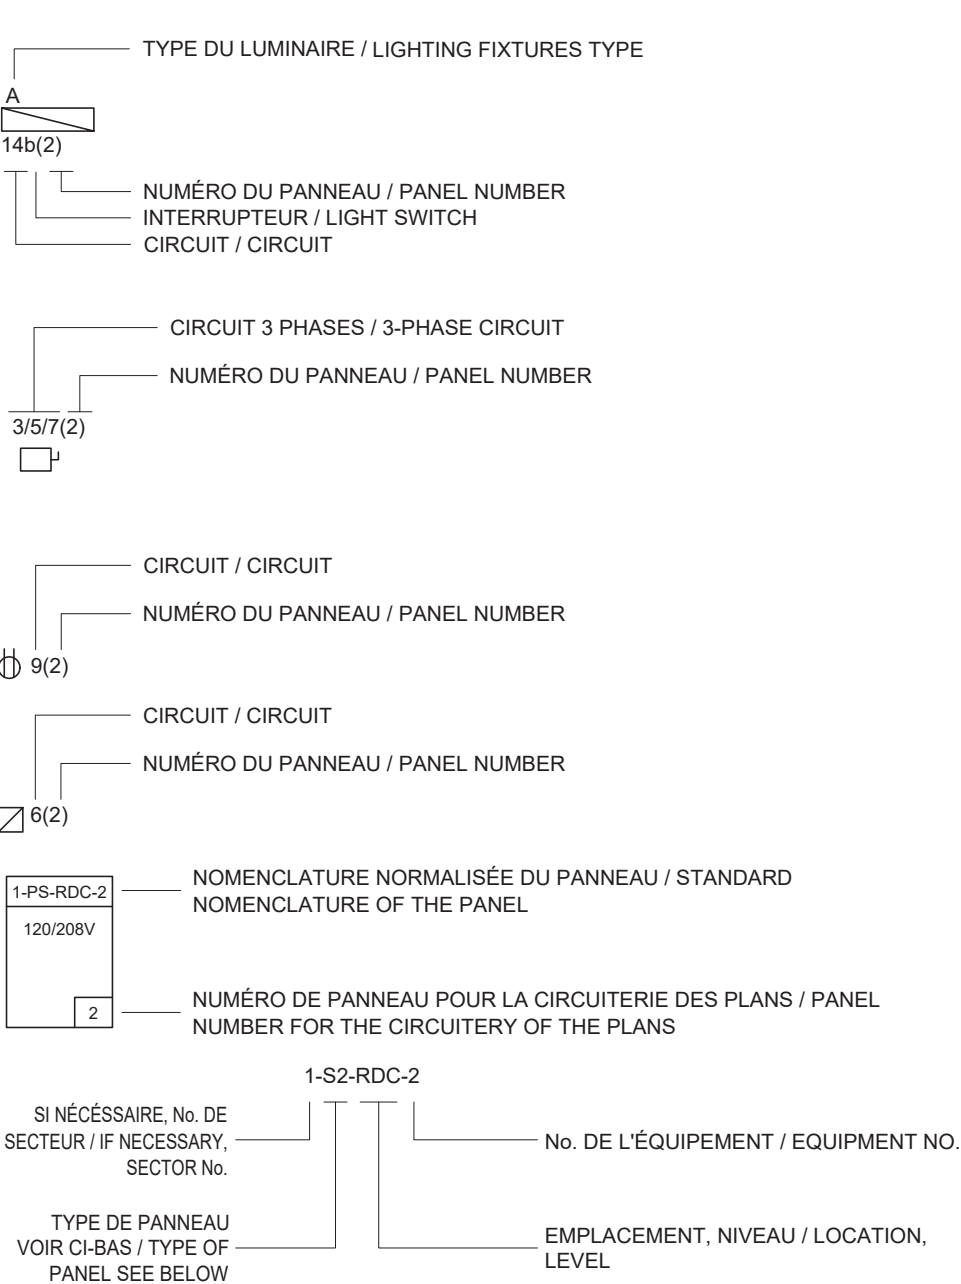 TYPE DU LUMINAIRE / LIGHTING FIXTURES TYPE
A
14b(2)
NUMÉRO DU PANNEAU / PANEL NUMBER
INTERRUPTEUR / LIGHT SWITCH
CIRCUIT / CIRCUIT
CIRCUIT 3 PHASES / 3-PHASE CIRCUIT
NUMÉRO DU PANNEAU / PANEL NUMBER
3/5/7(2)
CIRCUIT / CIRCUIT
NUMÉRO DU PANNEAU / PANEL NUMBER
9(2)
CIRCUIT / CIRCUIT
NUMÉRO DU PANNEAU / PANEL NUMBER
6(2)
1-PS-RDC-2
120/208V
2
NOMENCLATURE NORMALISÉE DU PANNEAU / STANDARD
NOMENCLATURE OF THE PANEL
NUMÉRO DE PANNEAU POUR LA CIRCUITERIE DES PLANS / PANEL
NUMBER FOR THE CIRCUITERY OF THE PLANS
1-S2-RDC-2
SI NÉCÉSSAIRE, No. DE
SECTEUR / IF NECESSARY,
SECTOR No.
No. DE L'ÉQUIPEMENT / EQUIPMENT NO.
TYPE DE PANNEAU
VOIR CI-BAS / TYPE OF
PANEL SEE BELOW
EMPLACEMENT, NIVEAU / LOCATION,
LEVEL